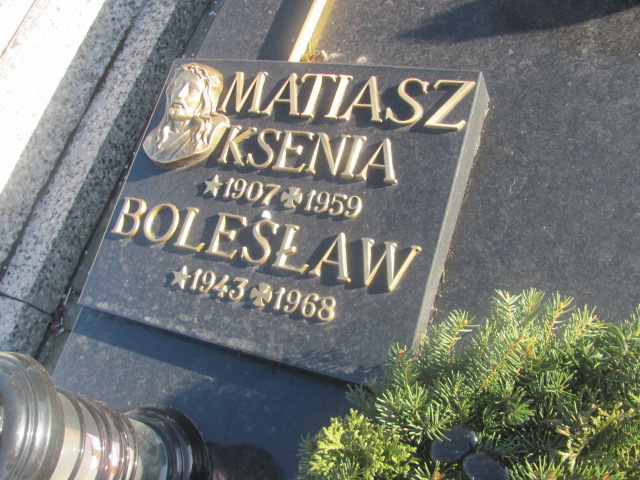 MATIASZ
KSENIA
★1907 ✠1959
BOLESŁAW
★1943 ✠1968